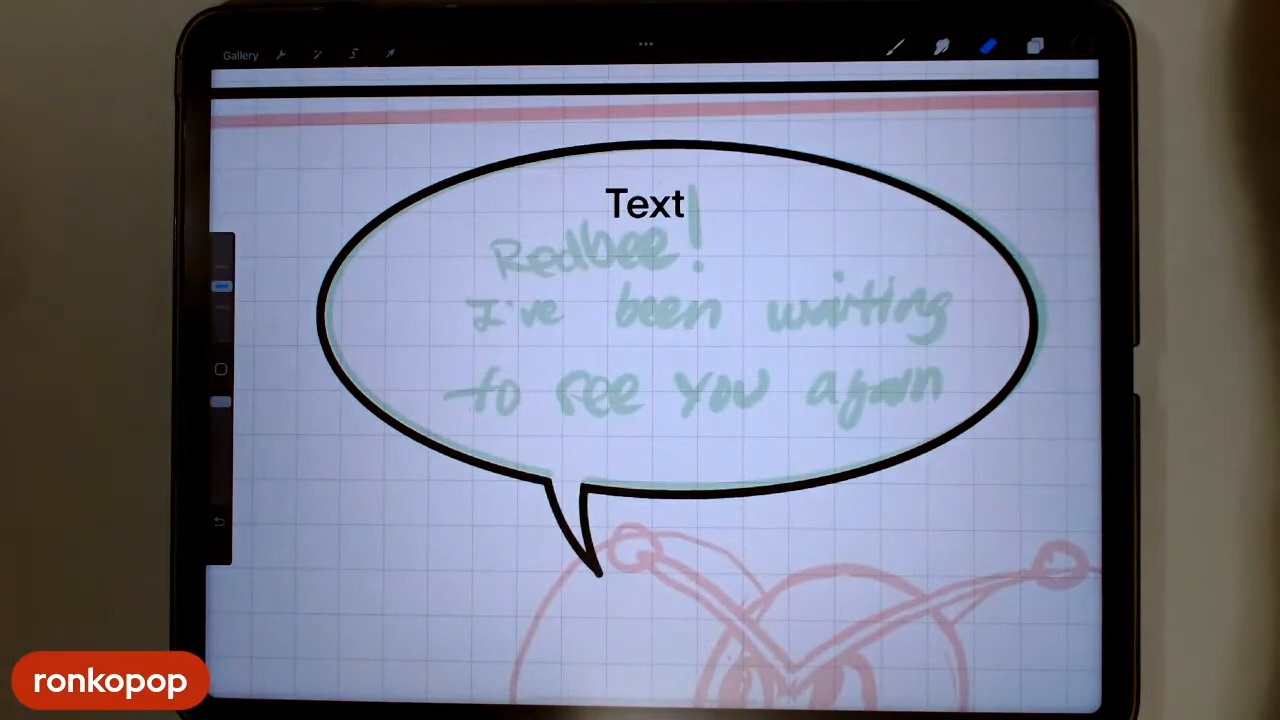 Gallery
Text
Redbee!
I've been waiting
to see you again
ronkopop